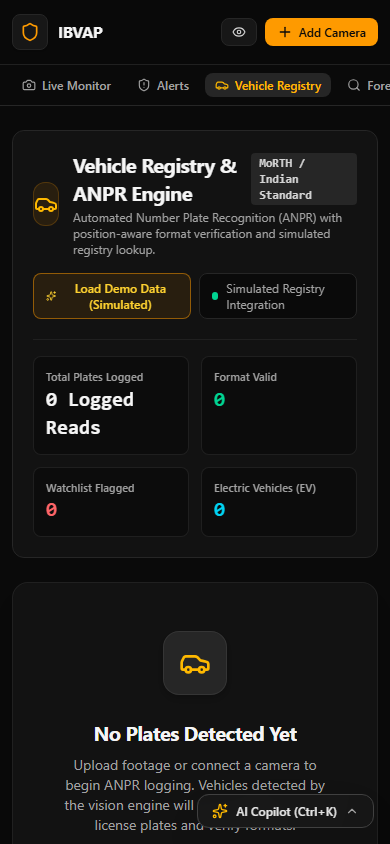 IBVAP
Add Camera
Live Monitor
Alerts
Vehicle Registry
Fore
Vehicle Registry &
ANPR Engine
MoRTH /
Indian
Standard
Automated Number Plate Recognition (ANPR) with
position-aware format verification and simulated
registry lookup.
Load Demo Data
(Simulated)
Simulated Registry
Integration
Total Plates Logged
0 Logged
Reads
Format Valid
0
Watchlist Flagged
0
Electric Vehicles (EV)
0
No Plates Detected Yet
Upload footage or connect a camera to
begin ANPR logging. Vehicles detected by
the vision engine will
AI Copilot (Ctrl+K)
license plates and verify formats.